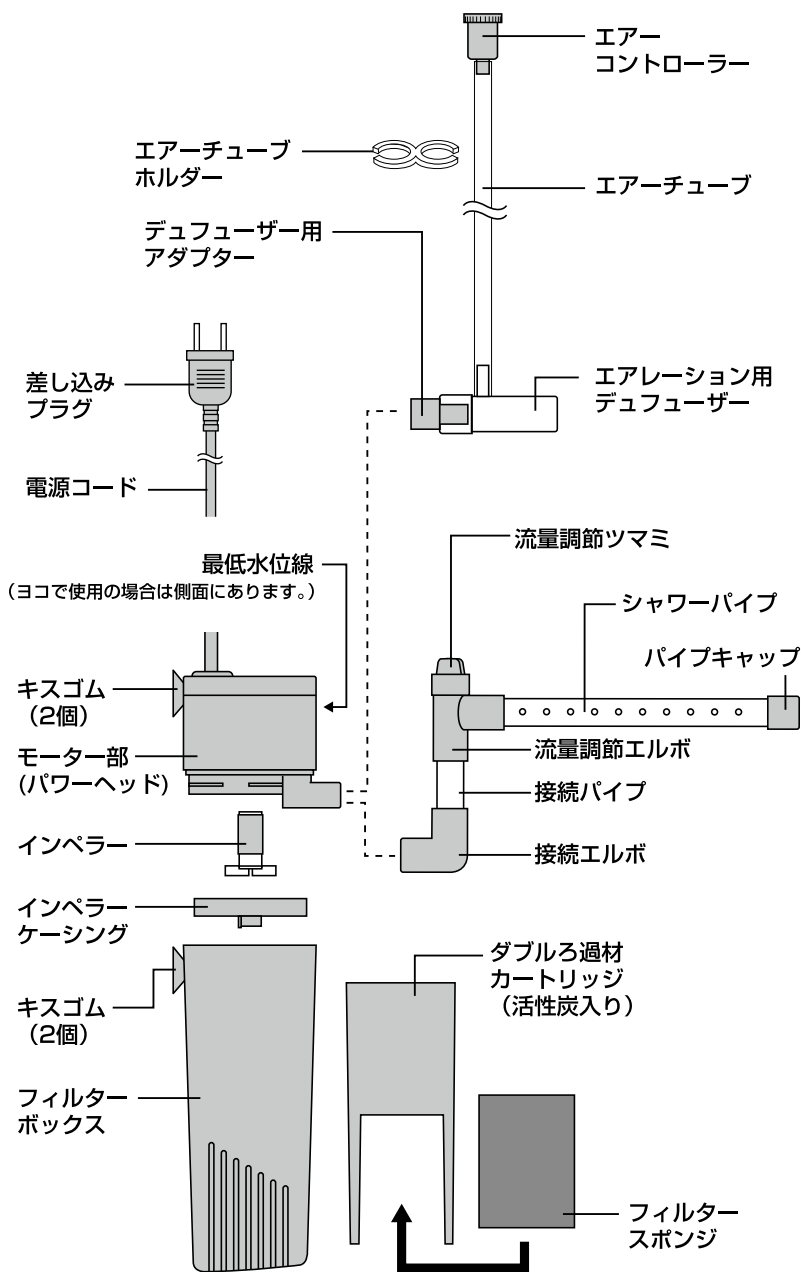 エアー
コントローラー
エアーチューブ
ホルダー
エアーチューブ
デュフューザー用
アダプター
差し込み
プラグ
エアレーション用
デュフューザー
電源コード
流量調節ツマミ
最低水位線
（ヨコで使用の場合は側面にあります。）
シャワーパイプ
パイプキャップ
キスゴム
（2個）
流量調節エルボ
モーター部
(パワーヘッド)
接続パイプ
インペラー
接続エルボ
インペラー
ケーシング
ダブルろ過材
カートリッジ
（活性炭入り）
キスゴム
（2個）
フィルター
ボックス
フィルター
スポンジ